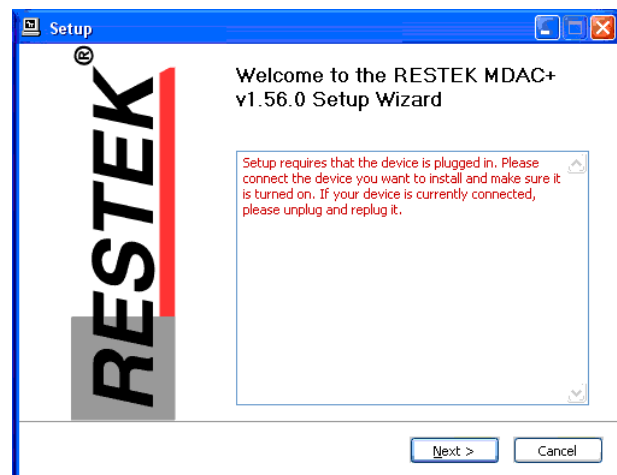 Setup
RESTEK®
Welcome to the RESTEK MDAC+
v1.56.0 Setup Wizard
Setup requires that the device is plugged in. Please
connect the device you want to install and make sure it
is turned on. If your device is currently connected,
please unplug and replug it.
Next >
Cancel